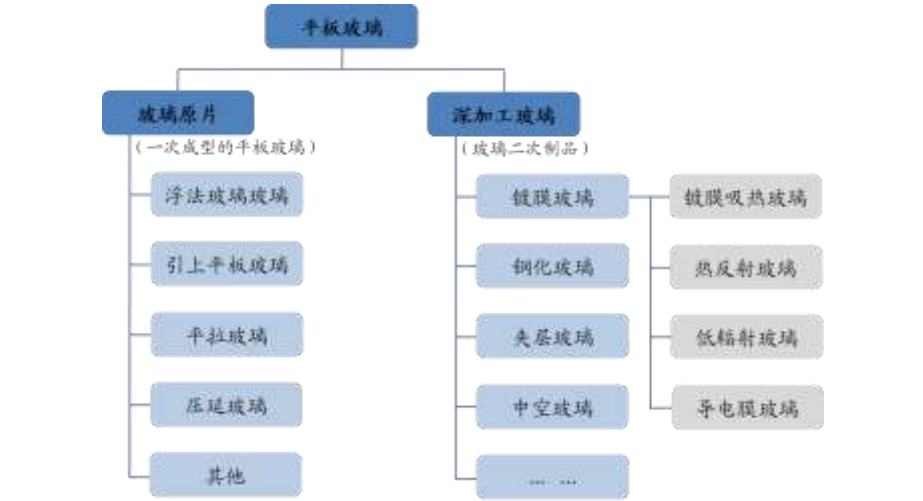 平板玻璃
玻璃原片
深加工玻璃
(一次成型的平板玻璃)
(玻璃二次制品)
浮法玻璃玻璃
镀膜玻璃
镀膜吸热玻璃
引上平板玻璃
钢化玻璃
热反射玻璃
平拉玻璃
夹层玻璃
低辐射玻璃
压延玻璃
中空玻璃
导电膜玻璃
其他
... ...